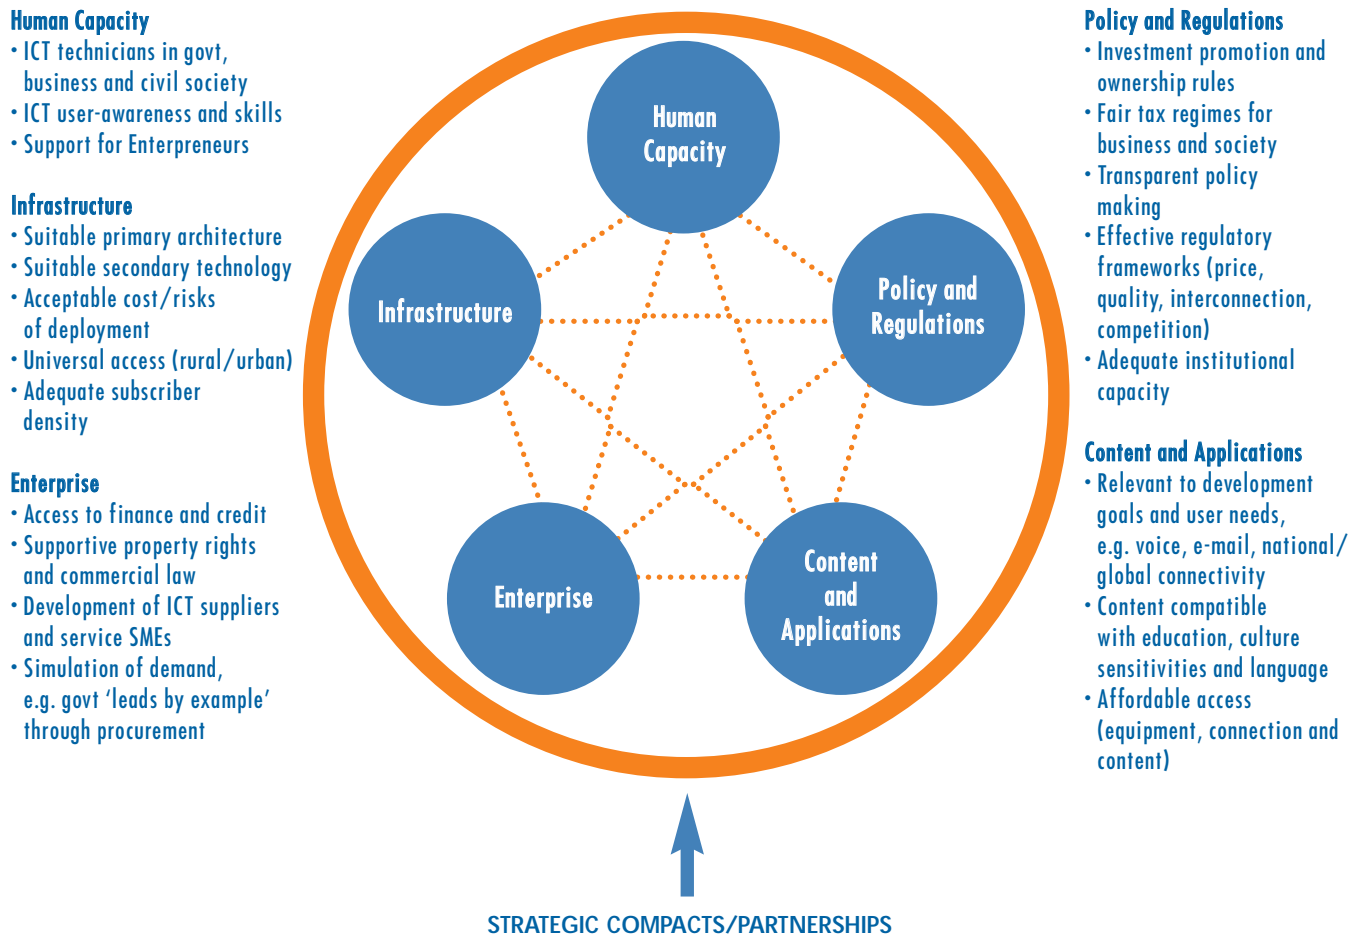 Human Capacity
• ICT technicians in govt,
business and civil society
• ICT user-awareness and skills
• Support for Enterpreneurs
Infrastructure
• Suitable primary architecture
• Suitable secondary technology
• Acceptable cost/risks
of deployment
• Universal access (rural/urban)
• Adequate subscriber
density
Enterprise
• Access to finance and credit
• Supportive property rights
and commercial law
• Development of ICT suppliers
and service SMEs
• Simulation of demand,
e.g. govt ‘leads by example’
through procurement
Human
Capacity
Infrastructure
Policy and
Regulations
Enterprise
Content
and
Applications
Policy and Regulations
• Investment promotion and
ownership rules
• Fair tax regimes for
business and society
• Transparent policy
making
• Effective regulatory
frameworks (price,
quality, interconnection,
competition)
• Adequate institutional
capacity
Content and Applications
• Relevant to development
goals and user needs,
e.g. voice, e-mail, national/
global connectivity
• Content compatible
with education, culture
sensitivities and language
• Affordable access
(equipment, connection and
content)
STRATEGIC COMPACTS/PARTNERSHIPS